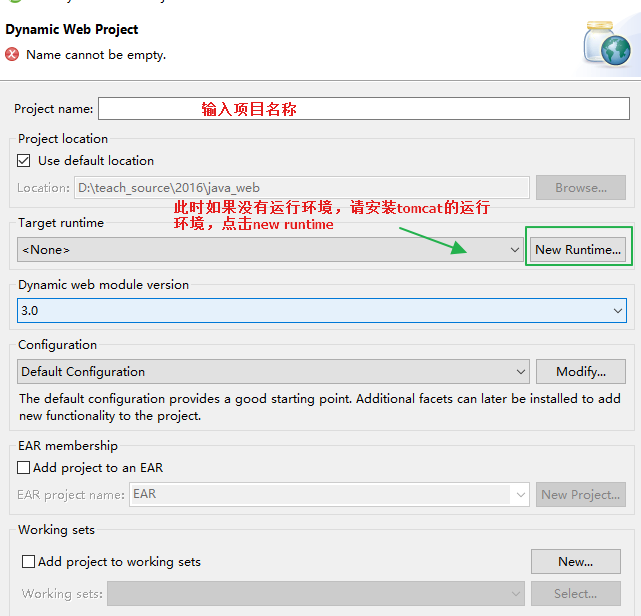 Dynamic Web Project
Name cannot be empty.
Project name:
输入项目名称
Project location
Use default location
Location: D:\teach_source\2016\java_web Browse...
此时如果没有运行环境，请安装tomcat的运行
环境，点击new runtime
Target runtime
<None> New Runtime...
Dynamic web module version
3.0
Configuration
Default Configuration Modify...
The default configuration provides a good starting point. Additional facets can later be installed to add
new functionality to the project.
EAR membership
Add project to an EAR
EAR project name: EAR New Project...
Working sets
Add project to working sets New...
Working sets: Select...